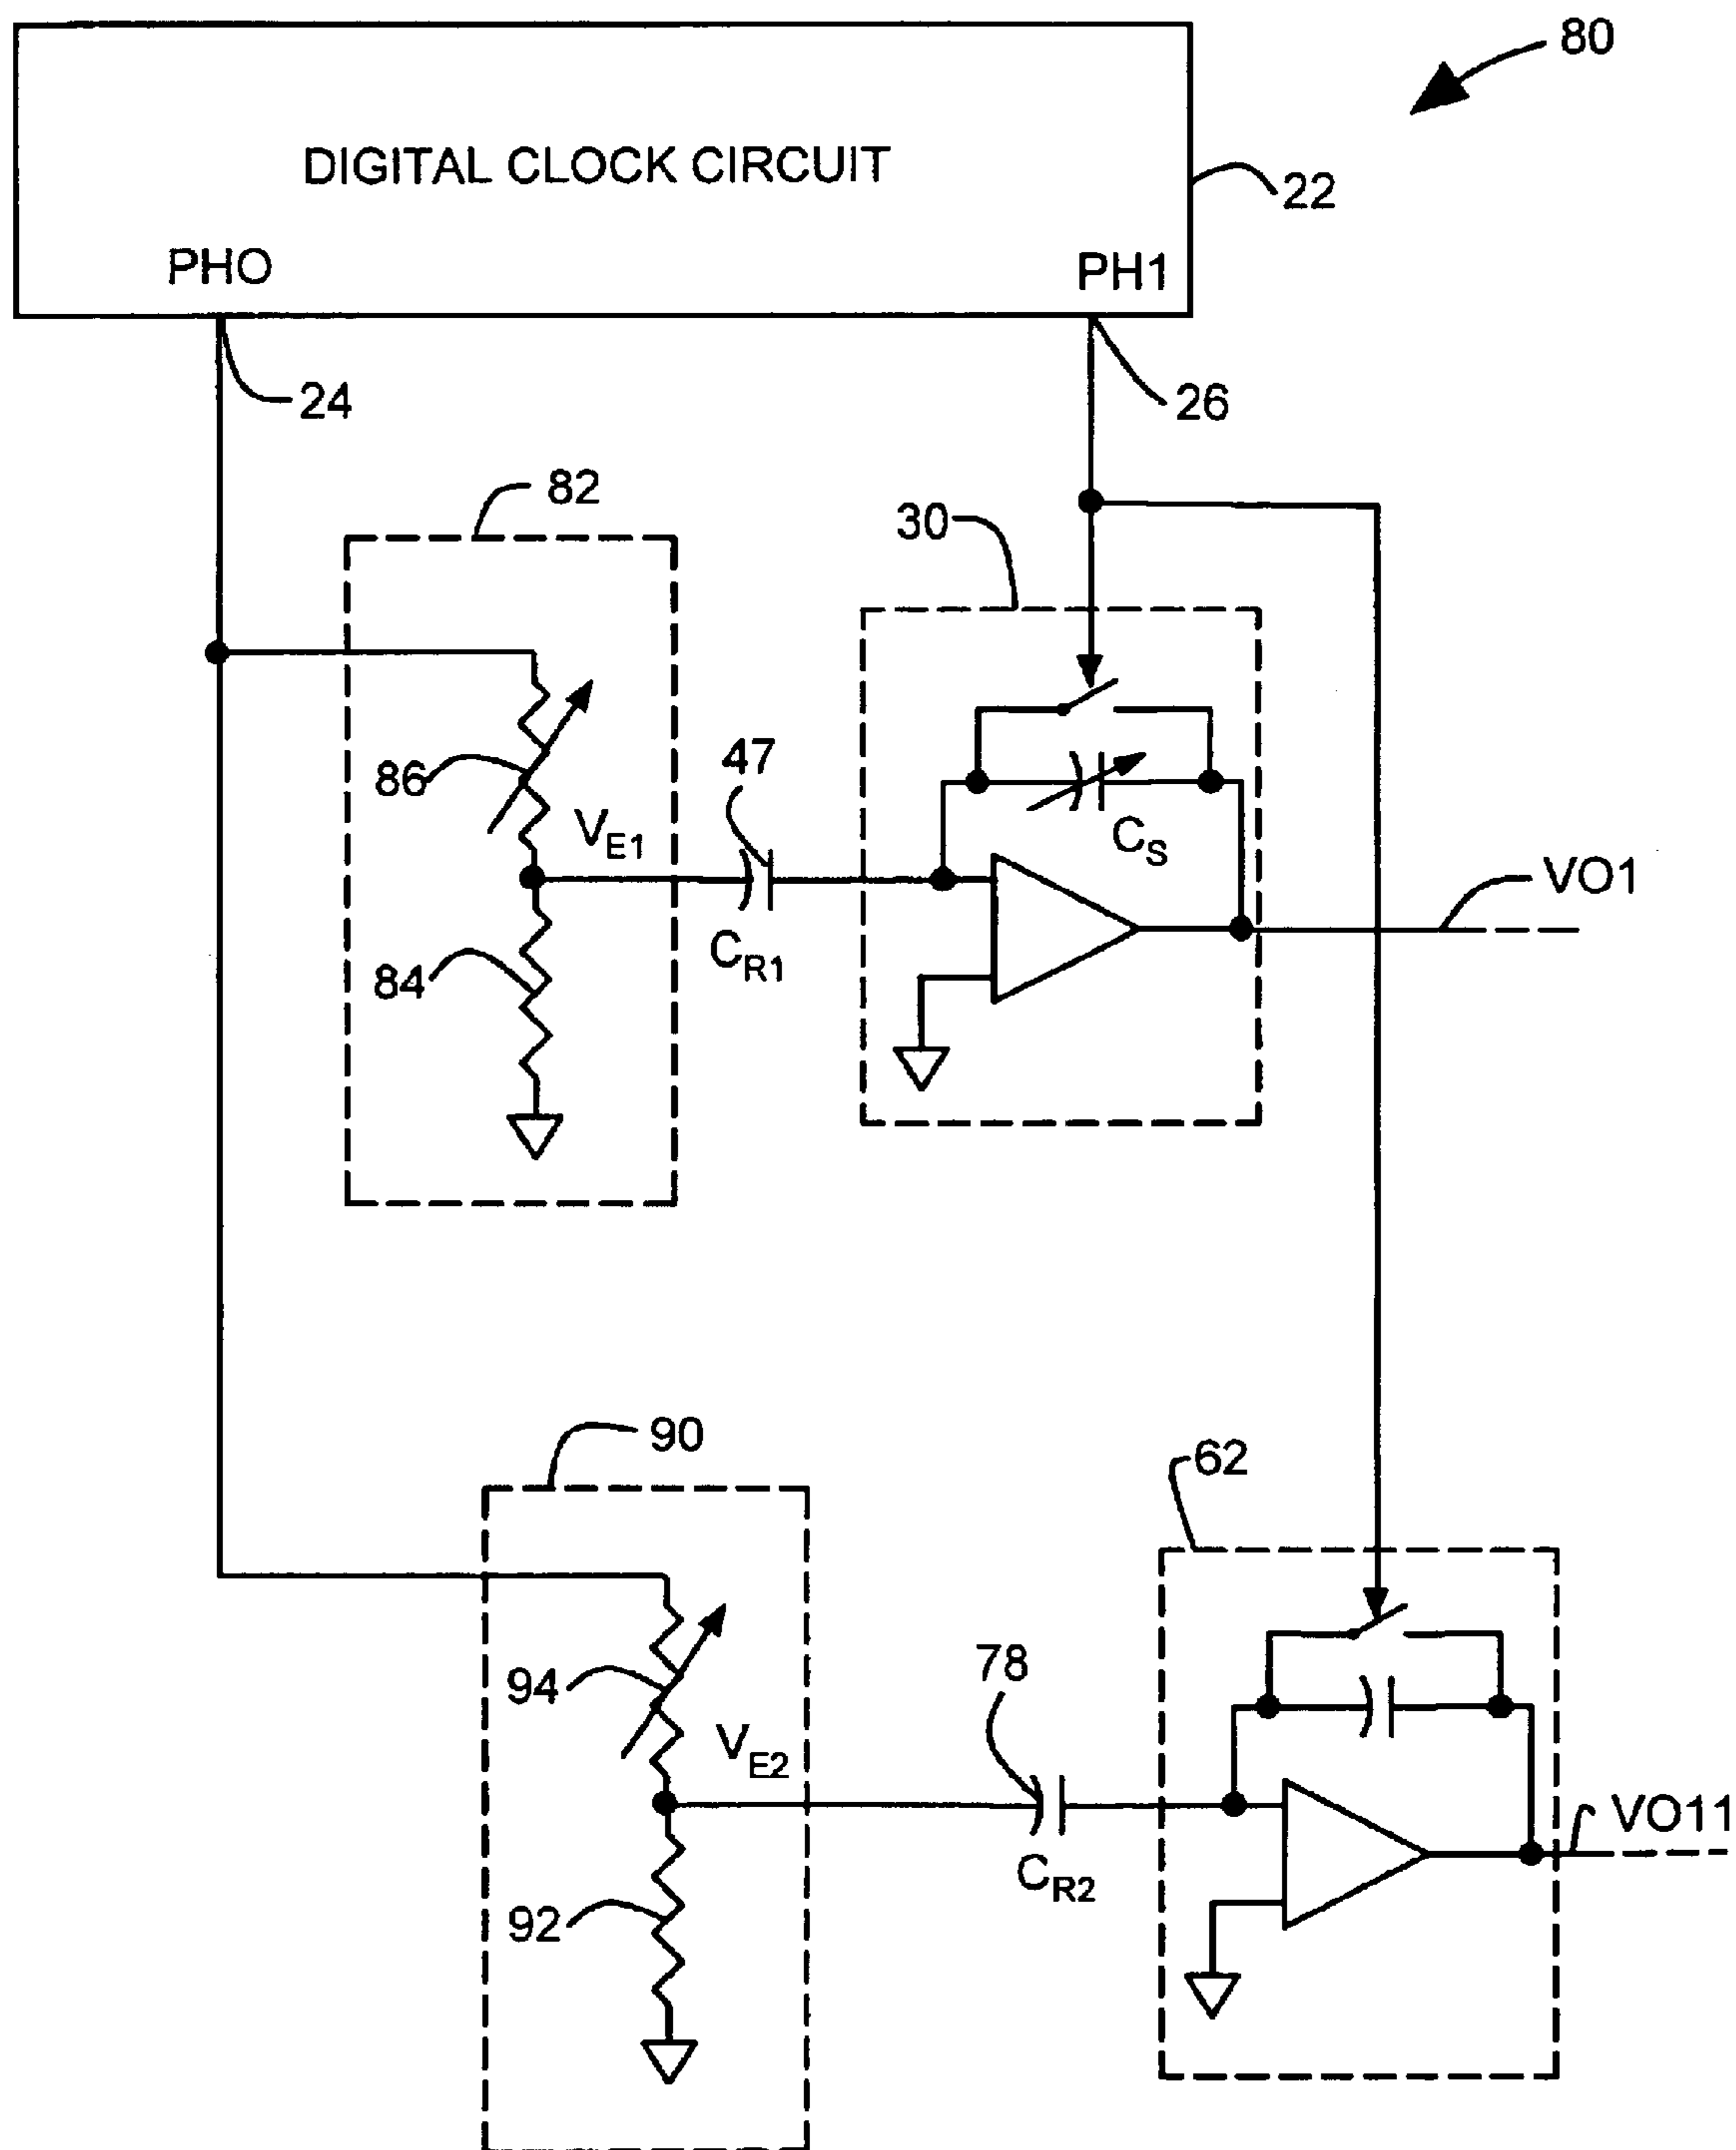 80
DIGITAL CLOCK CIRCUIT
22
PHO
PH1
24
26
82
30
47
86
VE1
CS
VO1
CR1
84
90
62
78
94
VE2
VO11
CR2
92